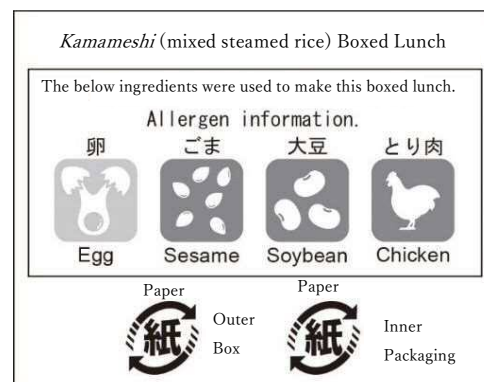 Kamameshi (mixed steamed rice) Boxed Lunch
The below ingredients were used to make this boxed lunch.
Allergen information.
卵 ごま 大豆 とり肉
Egg Sesame Soybean Chicken
Paper Paper
紙 Outer Box 紙 Inner Packaging